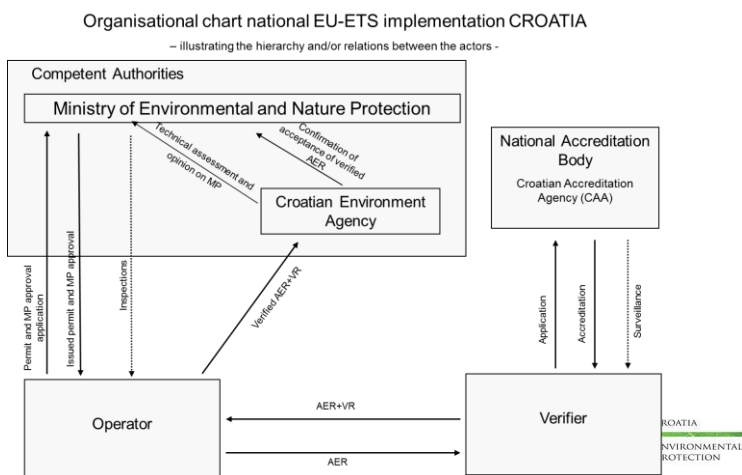 Organisational chart national EU-ETS implementation CROATIA
– illustrating the hierarchy and/or relations between the actors -
Competent Authorities
Ministry of Environmental and Nature Protection
Technical assessment and
opinion on MP
Confirmation of
acceptance of verified
AER
Croatian Environment
Agency
National Accreditation
Body
Croatian Accreditation
Agency (CAA)
Permit and MP approval
application
Issued permit and MP approval
Inspections
Verified AER+VR
Application
Accreditation
Surveillance
Operator
AER+VR
AER
Verifier
ROATIA
NVIRONMENTAL
ROTECTION